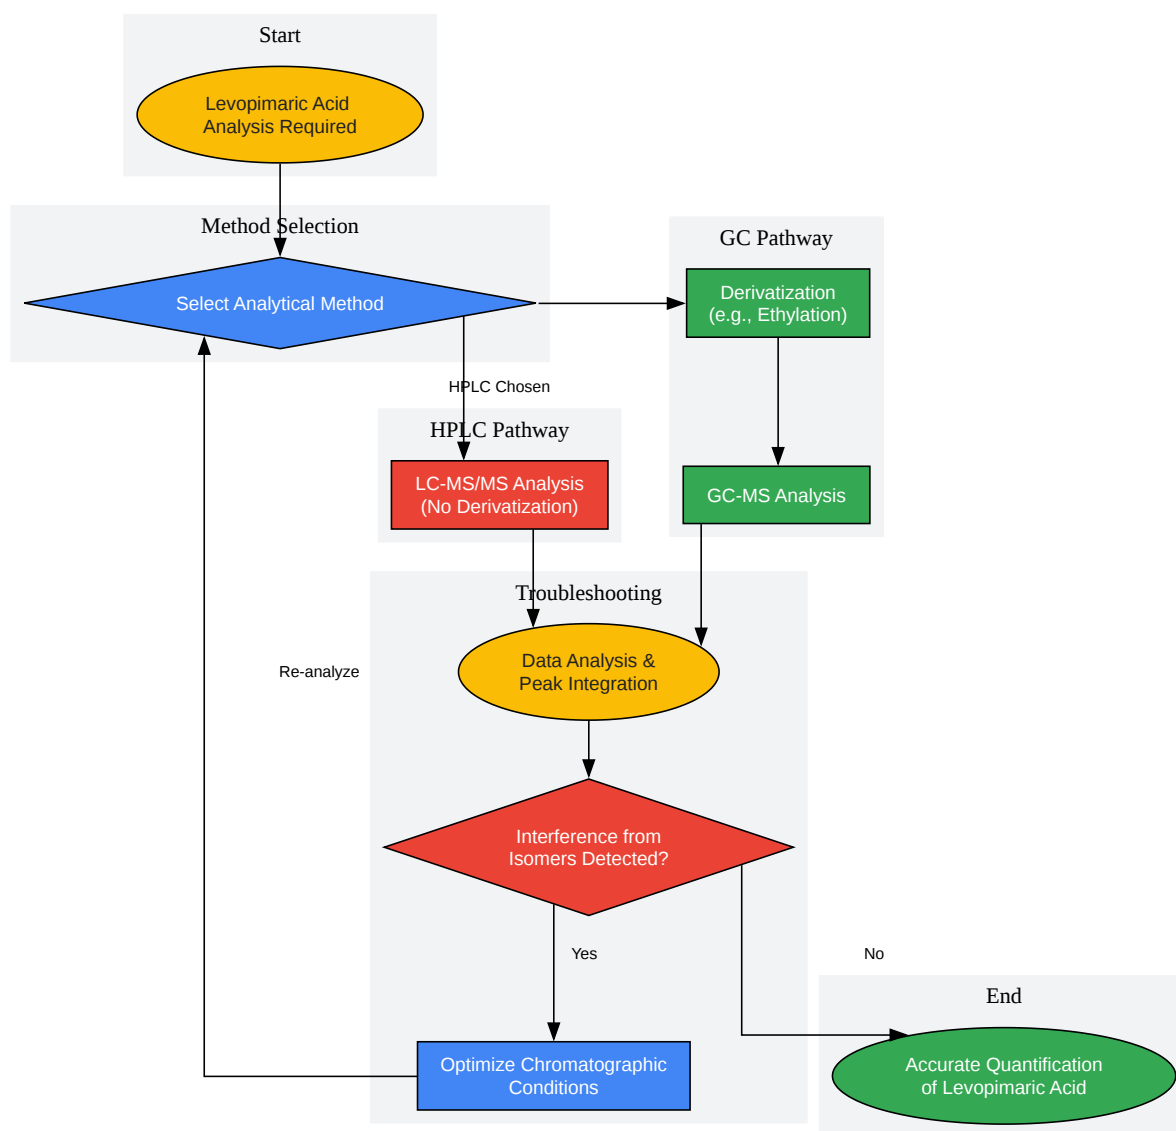 Start
Levopimaric Acid
Analysis Required
Method Selection
Select Analytical Method
GC Pathway
Derivatization
(e.g., Ethylation)
HPLC Chosen
HPLC Pathway
LC-MS/MS Analysis
(No Derivatization)
GC-MS Analysis
Troubleshooting
Data Analysis &
Peak Integration
Re-analyze
Interference from
Isomers Detected?
Yes
No
End
Optimize Chromatographic
Conditions
Accurate Quantification
of Levopimaric Acid